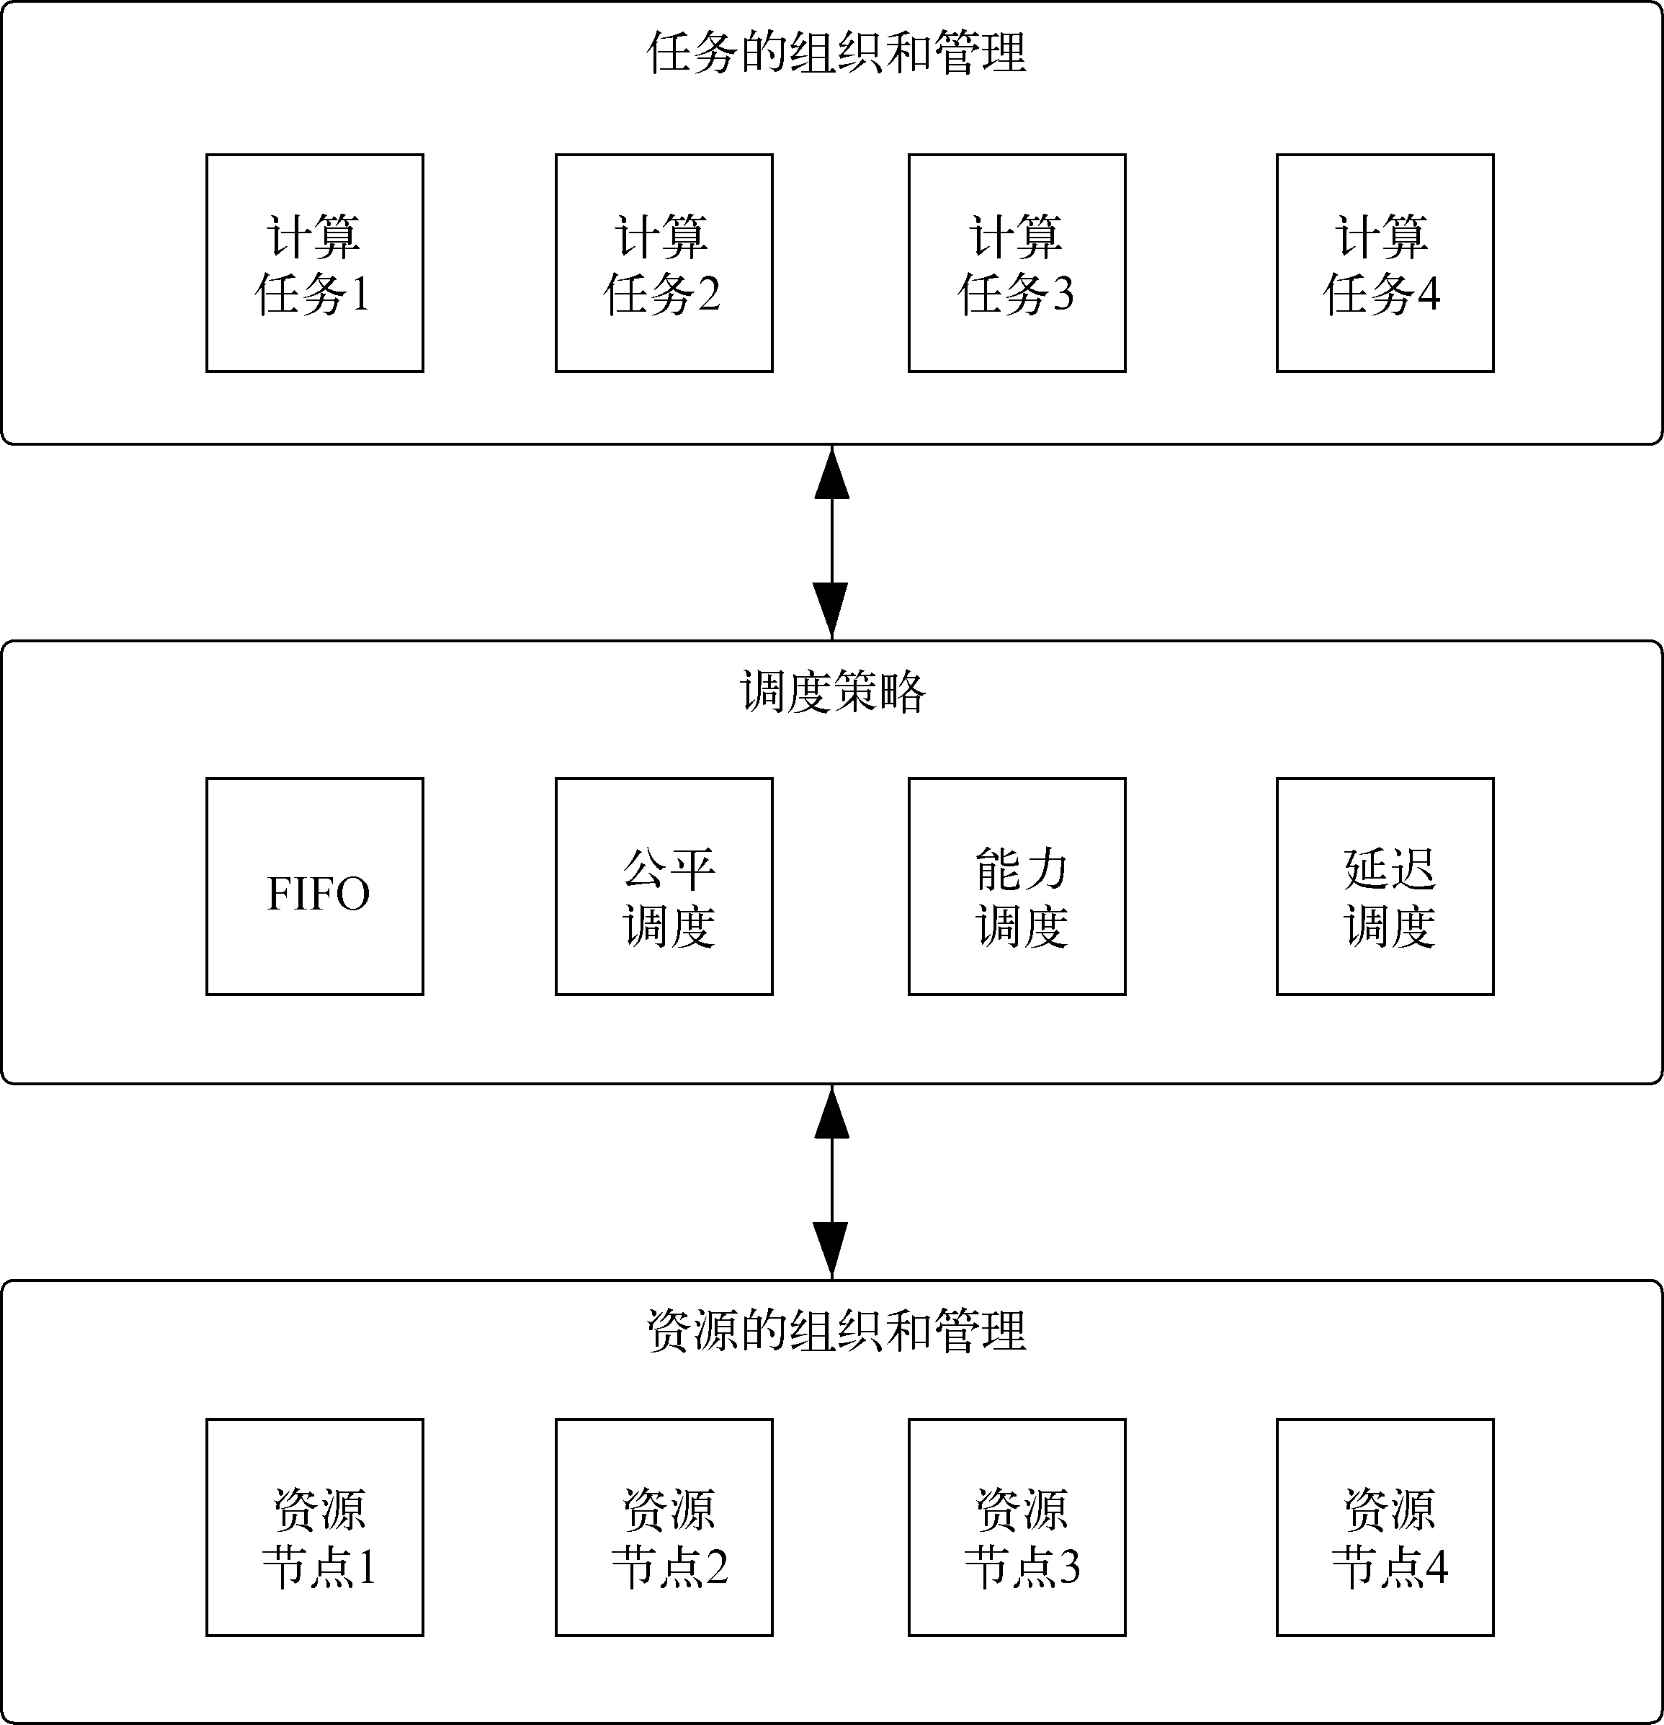 任务的组织和管理
计算
任务1
计算
任务2
计算
任务3
计算
任务4
调度策略
FIFO
公平
调度
能力
调度
延迟
调度
资源的组织和管理
资源
节点1
资源
节点2
资源
节点3
资源
节点4